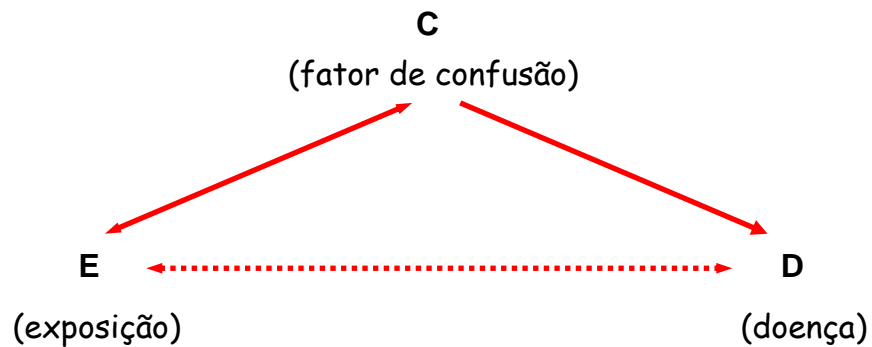 C
(fator de confusão)
E
D
(exposição)
(doença)